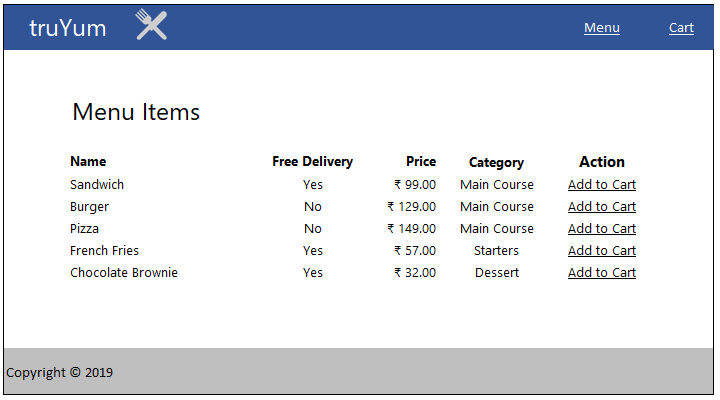 truYum Menu Cart
Menu Items
Name Free Delivery Price Category Action
Sandwich Yes ₹ 99.00 Main Course Add to Cart
Burger No ₹ 129.00 Main Course Add to Cart
Pizza No ₹ 149.00 Main Course Add to Cart
French Fries Yes ₹ 57.00 Starters Add to Cart
Chocolate Brownie Yes ₹ 32.00 Dessert Add to Cart
Copyright © 2019